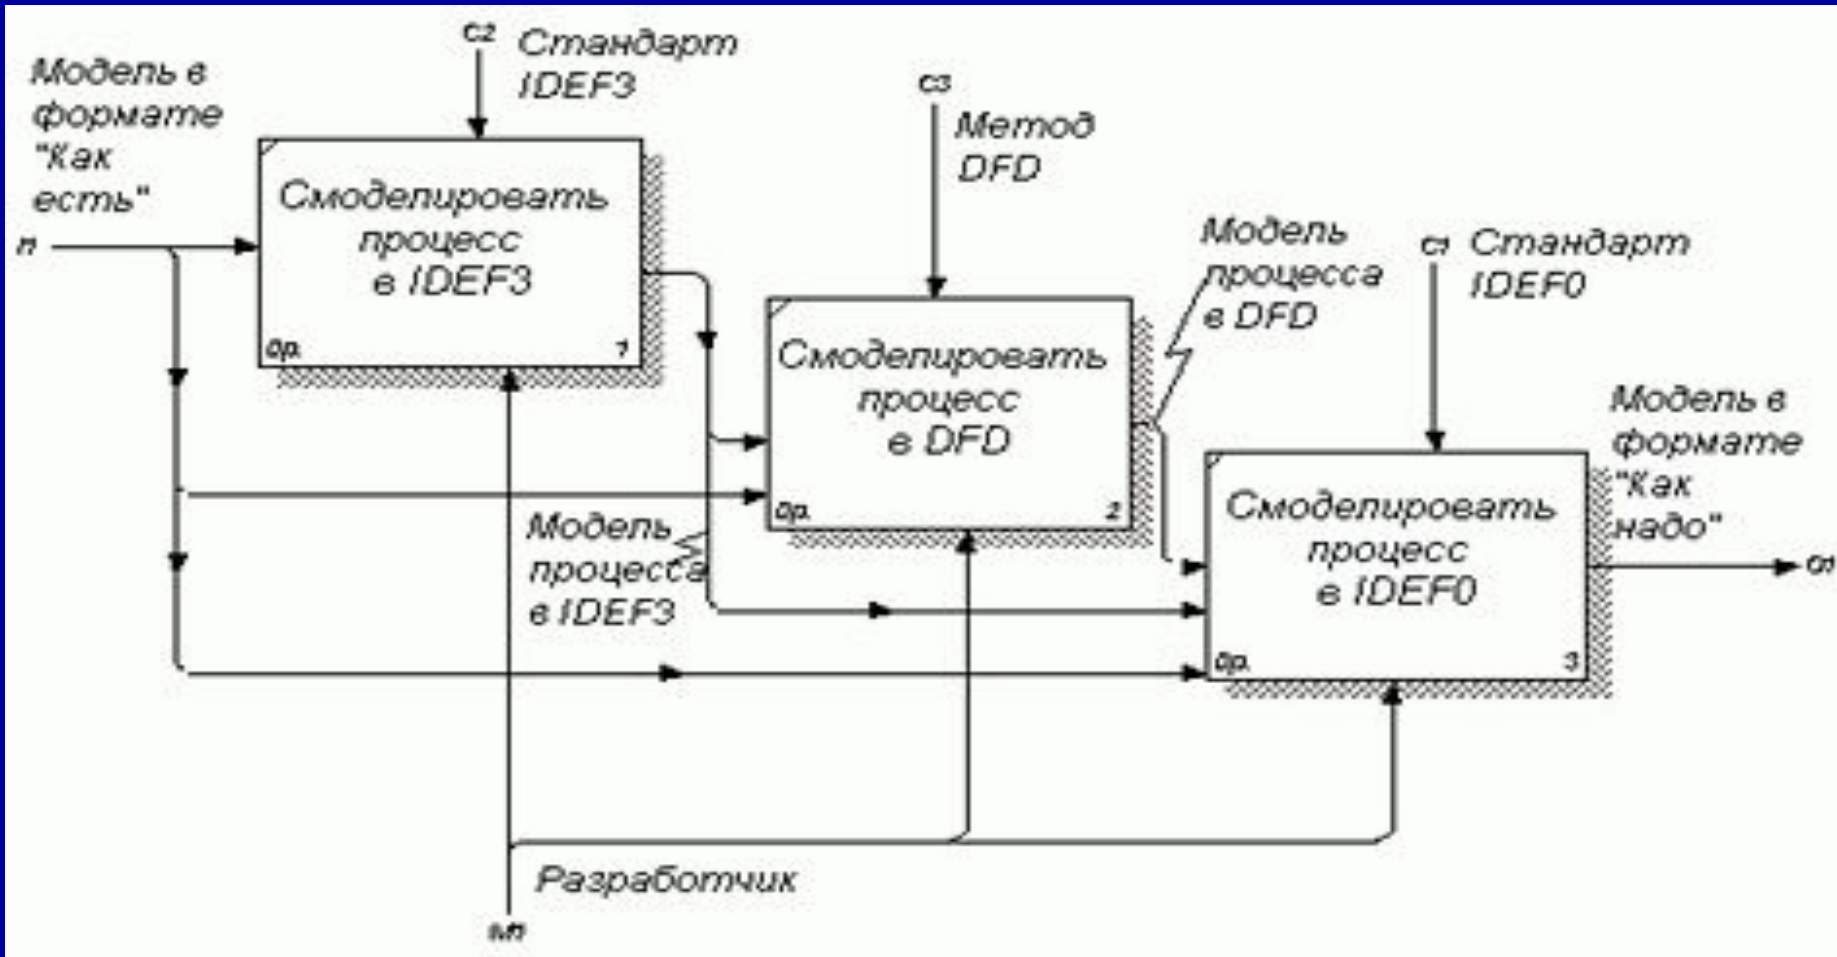 Модель в
формате
"Как
есть"
I1
C2
Стандарт
IDEF3
Смоделировать
процесс
в IDEF3
0р.
1
C3
Метод
DFD
Смоделировать
процесс
в DFD
0р.
2
Модель
процесса
в DFD
Модель
процесса
в IDEF3
C1
Стандарт
IDEF0
Смоделировать
процесс
в IDEF0
0р.
3
Модель в
формате
"Как
надо"
O1
Разработчик
M1